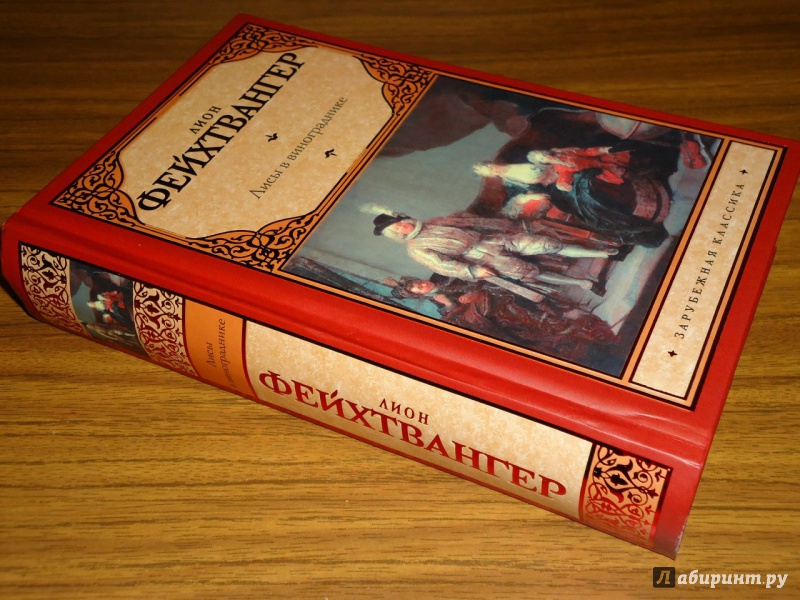 ЛИОН
ФЕЙХТВАНГЕР
Лисы в винограднике
ЗАРУБЕЖНАЯ КЛАССИКА
Лисы
в винограднике
ЛИОН
ФЕЙХТВАНГЕР
Лабиринт.ру